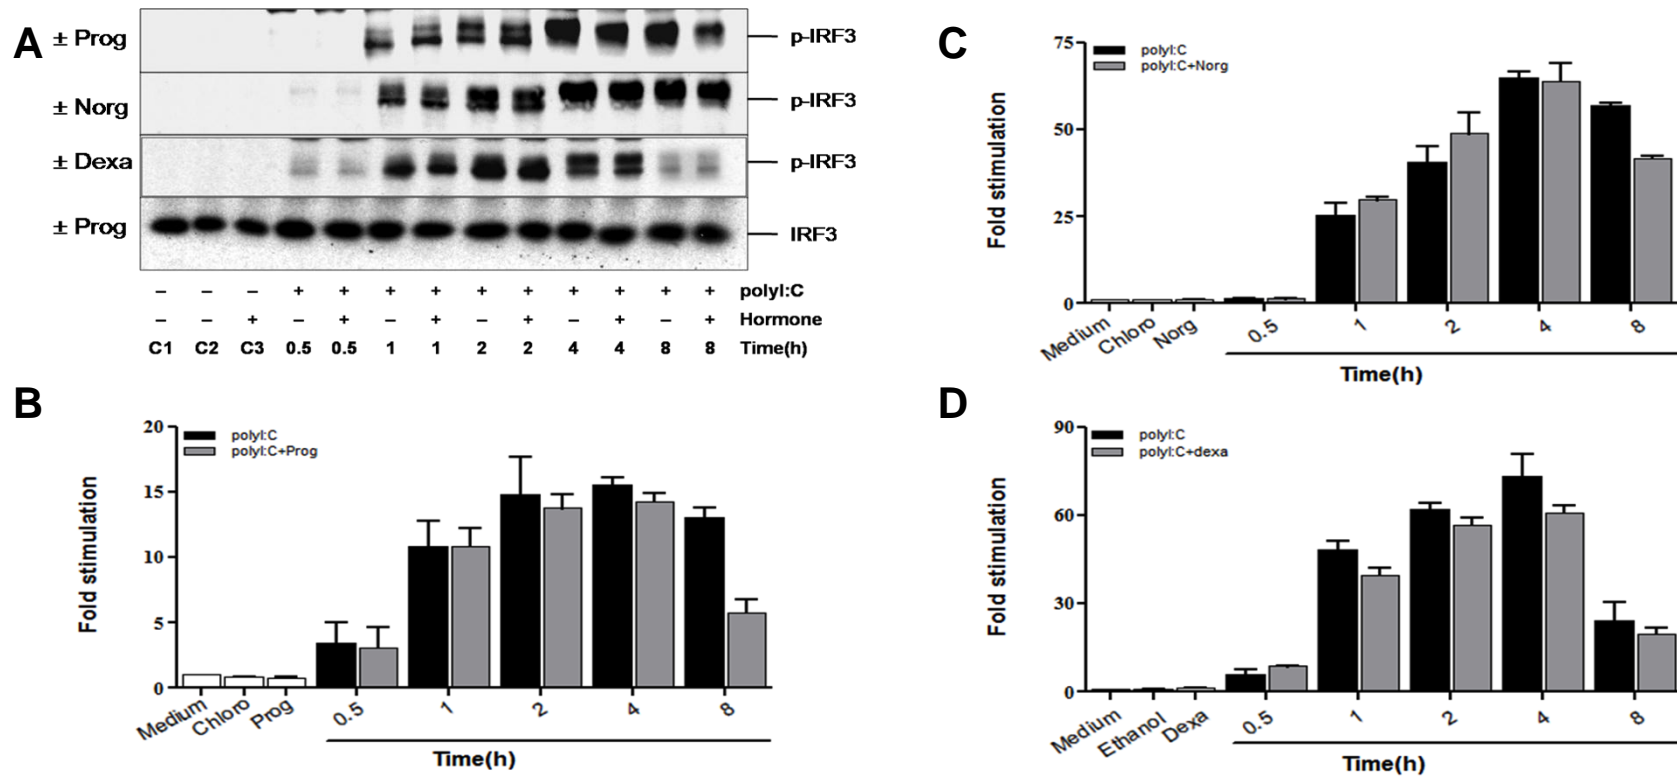 A
± Prog
p-IRF3
± Norg
p-IRF3
± Dexa
p-IRF3
± Prog
IRF3
– – – + + + + + + + + + + polyI:C
– – + – + – + – + – + – + Hormone
C1 C2 C3 0.5 0.5 1 1 2 2 4 4 8 8 Time(h)
B
20
15
10
5
0
Fold stimulation
polyI:C
polyI:C+Prog
Medium Chloro Prog 0.5 1 2 4 8
Time(h)
C
75
50
25
0
Fold stimulation
polyI:C
polyI:C+Norg
Medium Chloro Norg 0.5 1 2 4 8
Time(h)
D
90
60
30
0
Fold stimulation
polyI:C
polyI:C+dexa
Medium Ethanol Dexa 0.5 1 2 4 8
Time(h)